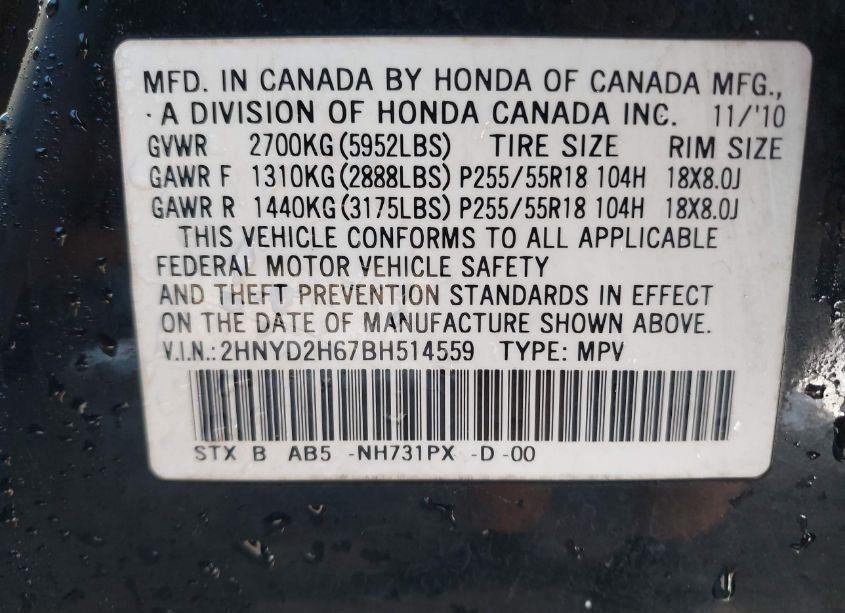 MFD. IN CANADA BY HONDA OF CANADA MFG.,
· A DIVISION OF HONDA CANADA INC. 11/'10
GVWR 2700KG(5952LBS) TIRE SIZE RIM SIZE
GAWR F 1310KG(2888LBS) P255/55R18 104H 18X8.0J
GAWR R 1440KG(3175LBS) P255/55R18 104H 18X8.0J
THIS VEHICLE CONFORMS TO ALL APPLICABLE
FEDERAL MOTOR VEHICLE SAFETY
AND THEFT PREVENTION STANDARDS IN EFFECT
ON THE DATE OF MANUFACTURE SHOWN ABOVE.
V.I.N.: 2HNYD2H67BH514559 TYPE: MPV
STX B AB5 -NH731PX -D -00